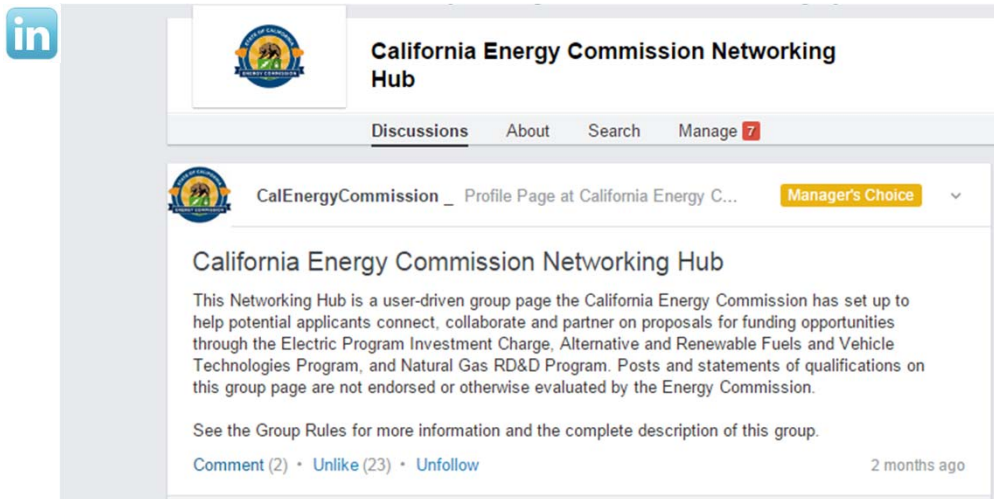 in
California Energy Commission Networking
Hub
Discussions About Search Manage 7
CalEnergyCommission _ Profile Page at California Energy C... Manager's Choice
California Energy Commission Networking Hub
This Networking Hub is a user-driven group page the California Energy Commission has set up to
help potential applicants connect, collaborate and partner on proposals for funding opportunities
through the Electric Program Investment Charge, Alternative and Renewable Fuels and Vehicle
Technologies Program, and Natural Gas RD&D Program. Posts and statements of qualifications on
this group page are not endorsed or otherwise evaluated by the Energy Commission.
See the Group Rules for more information and the complete description of this group.
Comment (2) • Unlike (23) • Unfollow 2 months ago